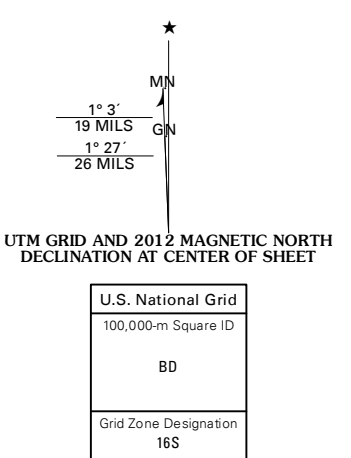 ★
MN
1° 3´
19 MILS
GN
1° 27´
26 MILS
UTM GRID AND 2012 MAGNETIC NORTH
DECLINATION AT CENTER OF SHEET
U.S. National Grid
100,000-m Square ID
BD
Grid Zone Designation
16S